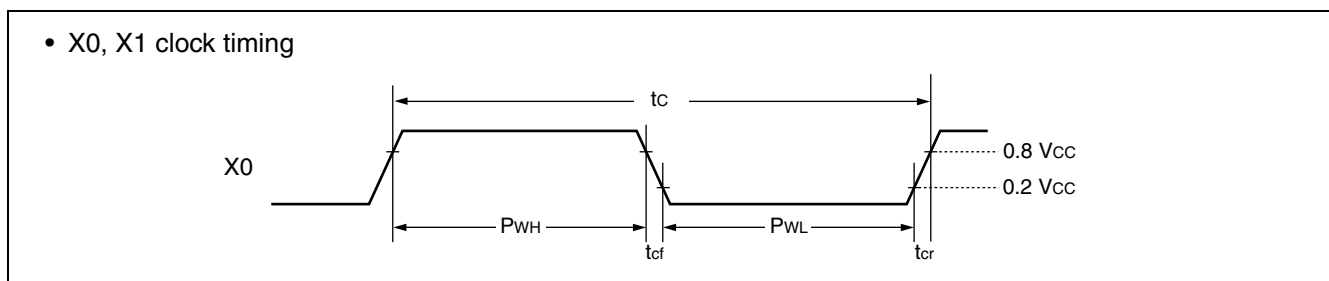 • X0, X1 clock timing
tC
X0
0.8 VCC
0.2 VCC
PWH
PWL
tcf
tcr